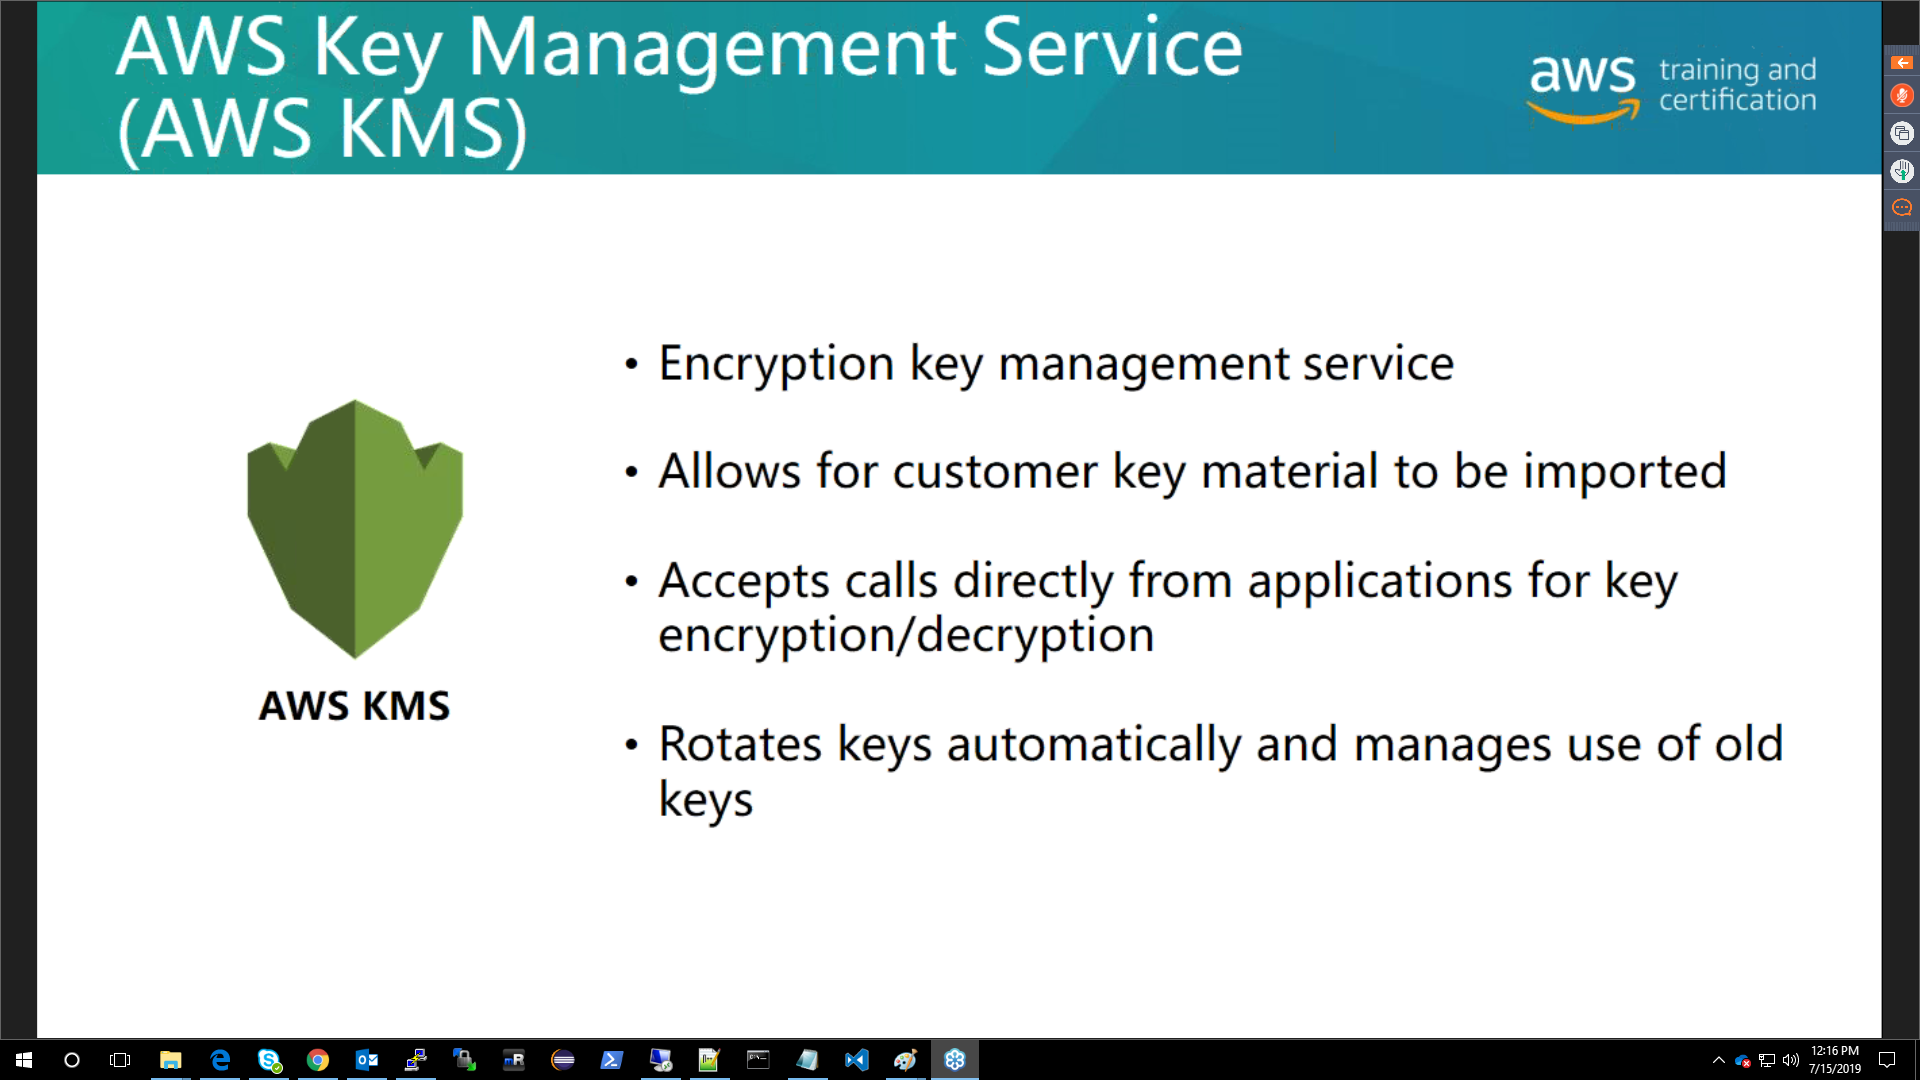 AWS Key Management Service
(AWS KMS)
aws training and
certification
• Encryption key management service
• Allows for customer key material to be imported
• Accepts calls directly from applications for key
encryption/decryption
• Rotates keys automatically and manages use of old
keys
AWS KMS
12:16 PM
7/15/2019